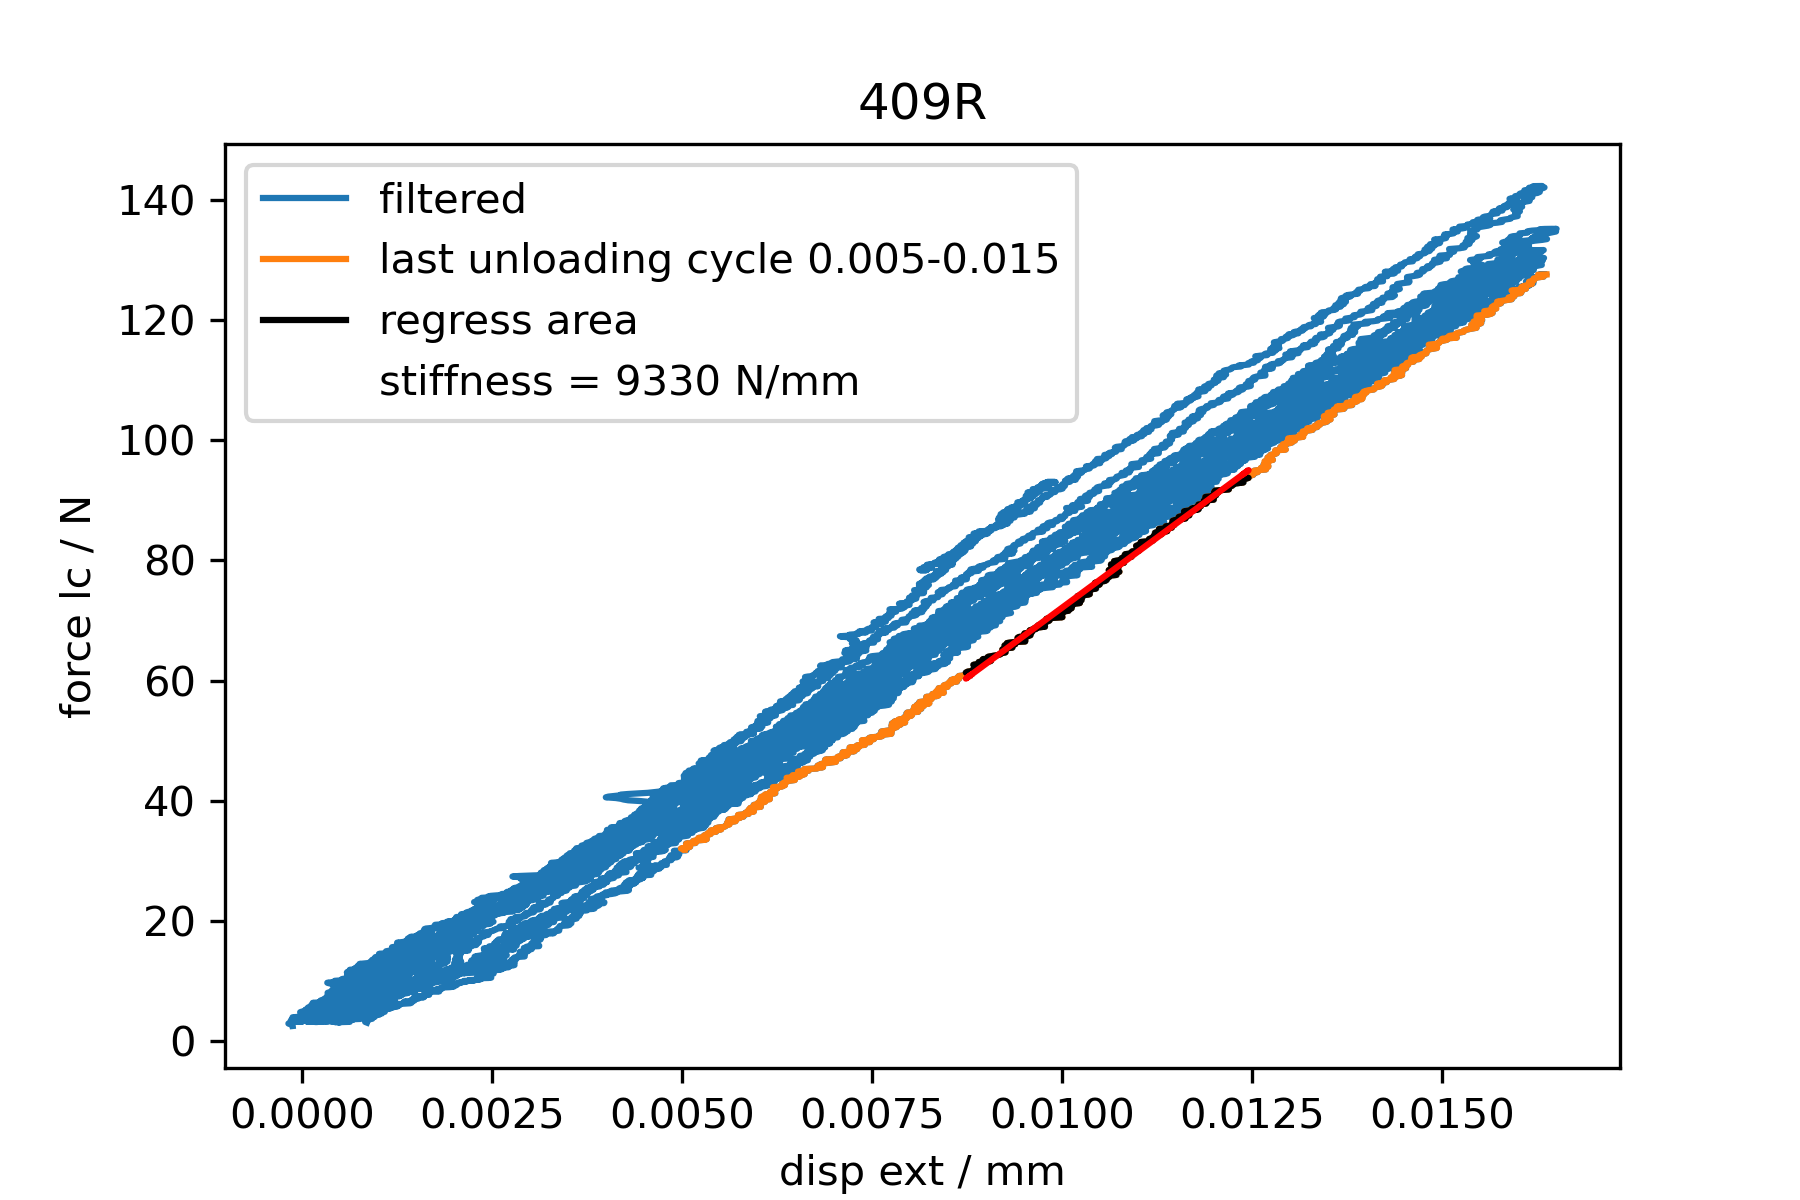 409R
filtered
last unloading cycle 0.005-0.015
regress area
stiffness = 9330 N/mm
140
120
100
80
60
40
20
0
force lc / N
0.0000 0.0025 0.0050 0.0075 0.0100 0.0125 0.0150
disp ext / mm